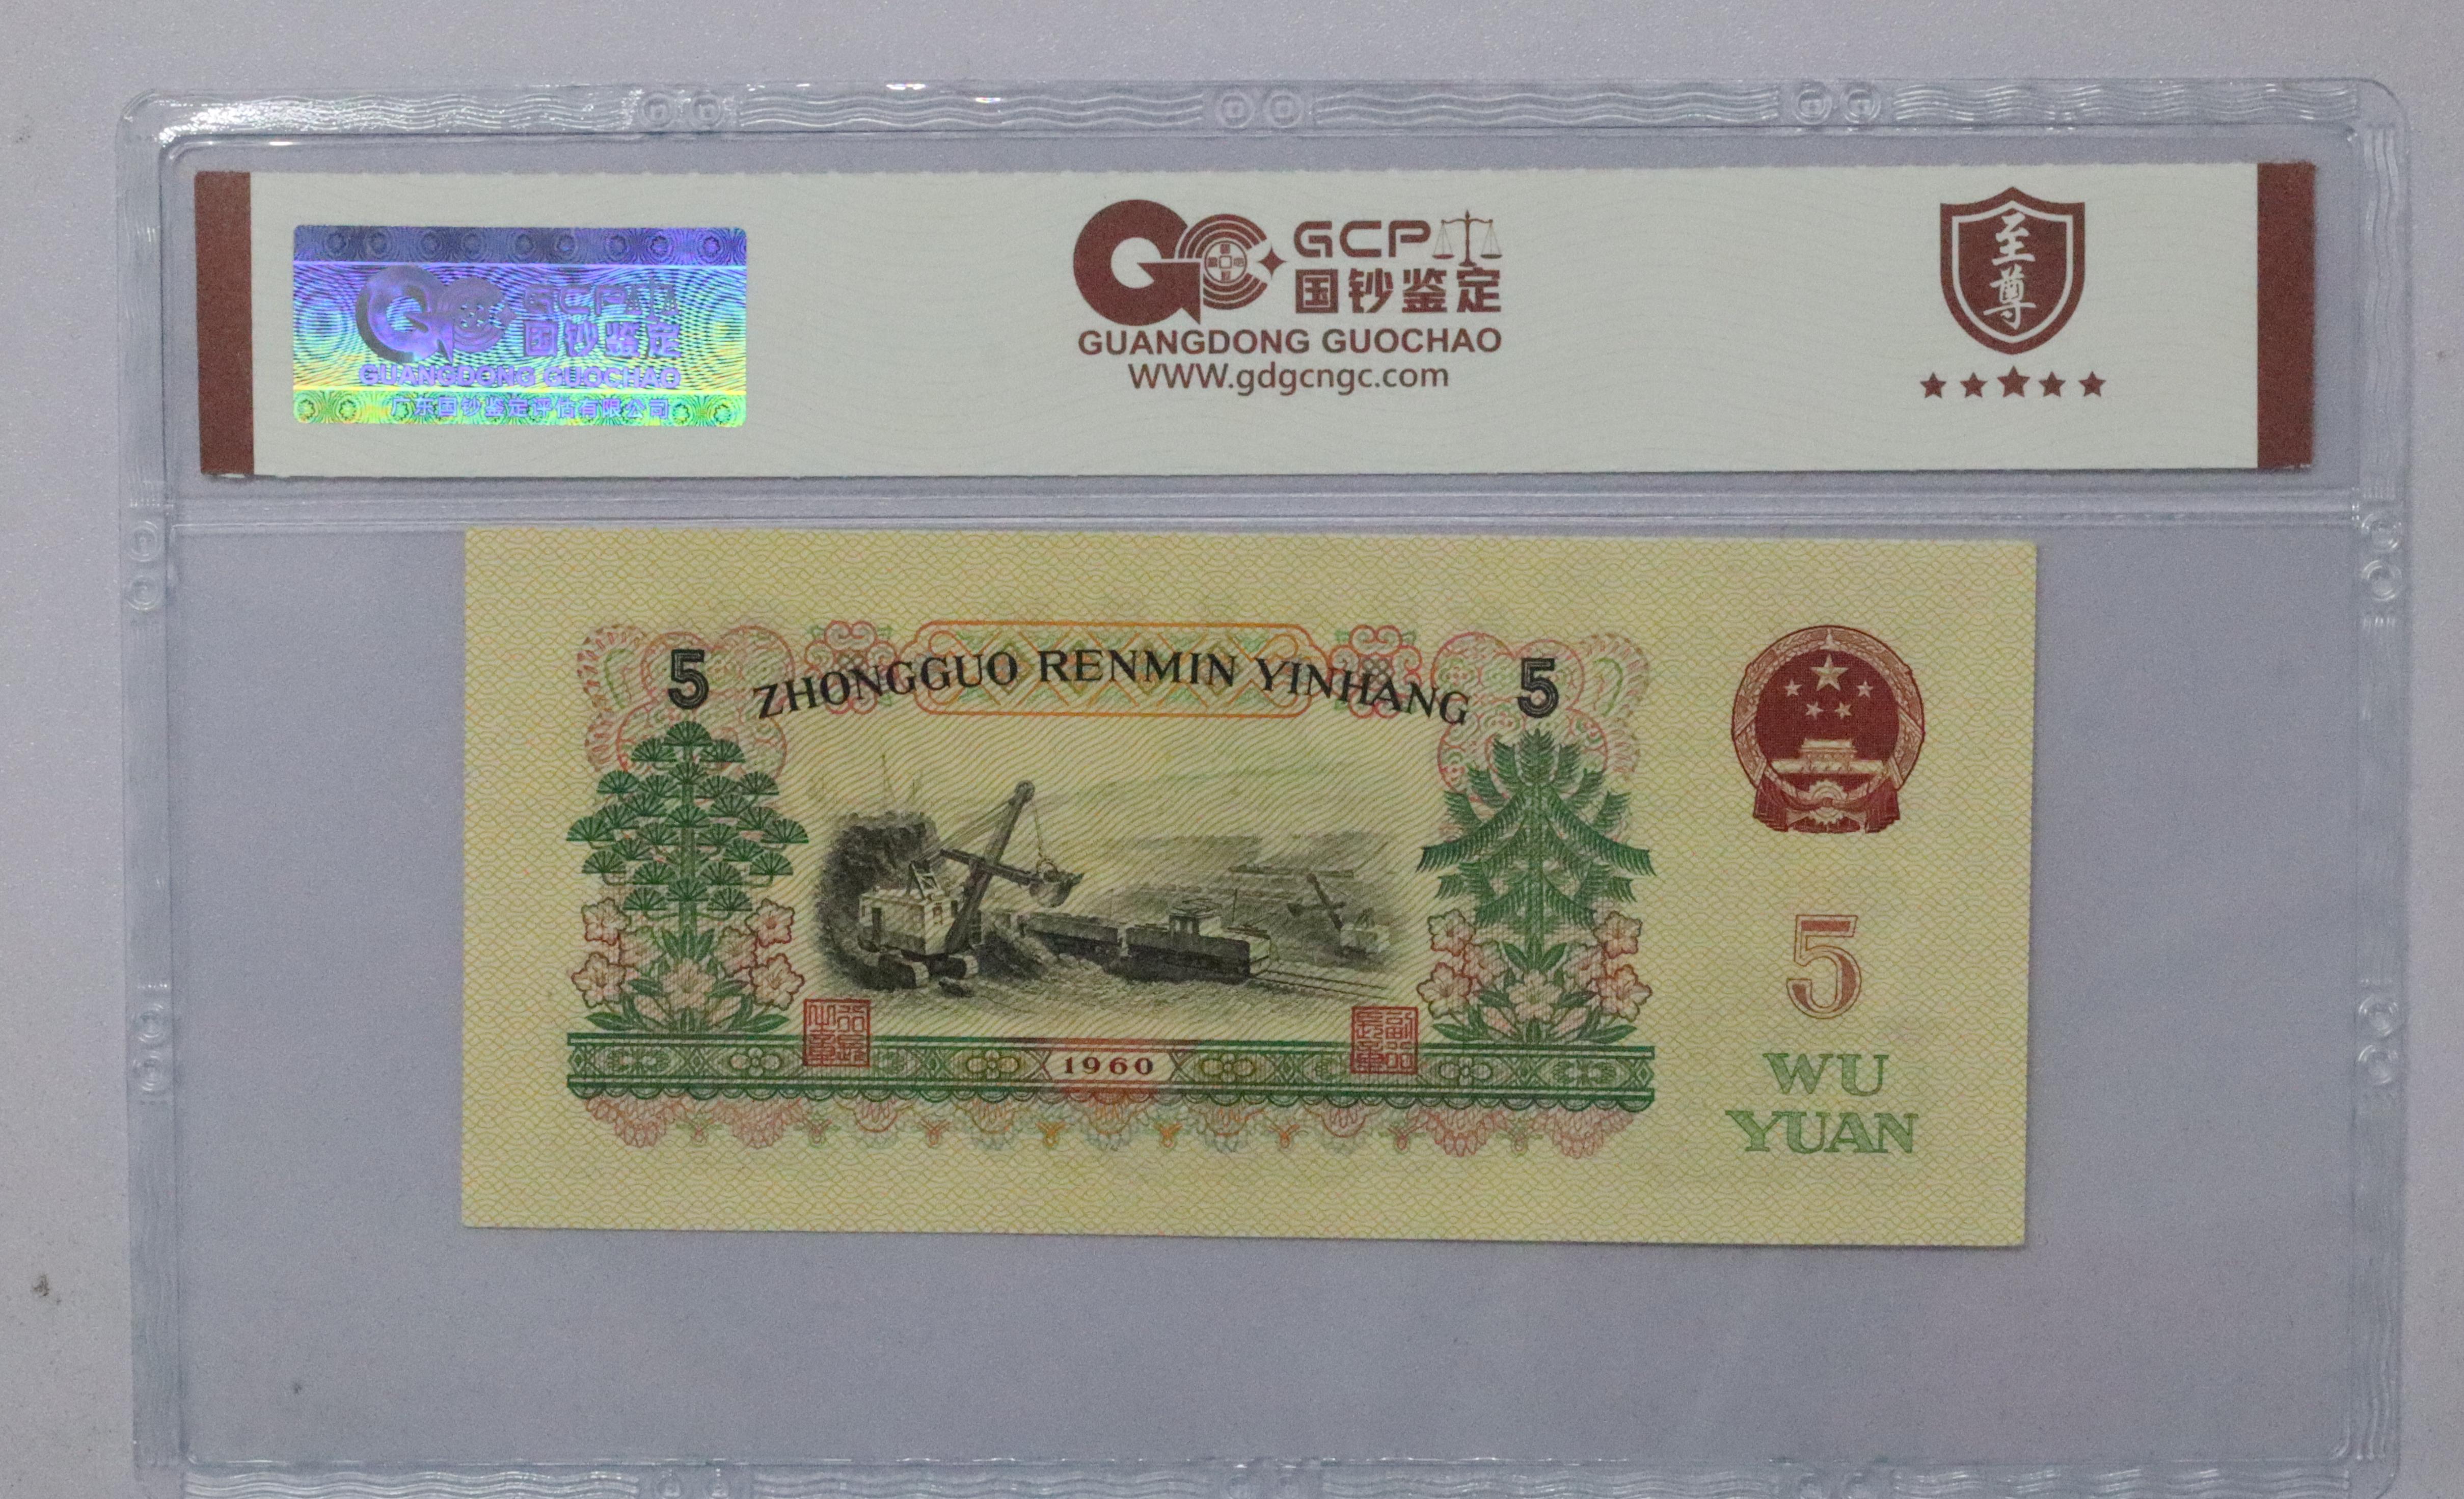 GCP
国钞鉴定
GUANGDONG GUOCHAO
广东国钞鉴定评估有限公司
GCP
国钞鉴定
GUANGDONG GUOCHAO
www.gdgcngc.com
至尊
5 ZHONGGUO RENMIN YINHANG 5
1960
5
WU
YUAN